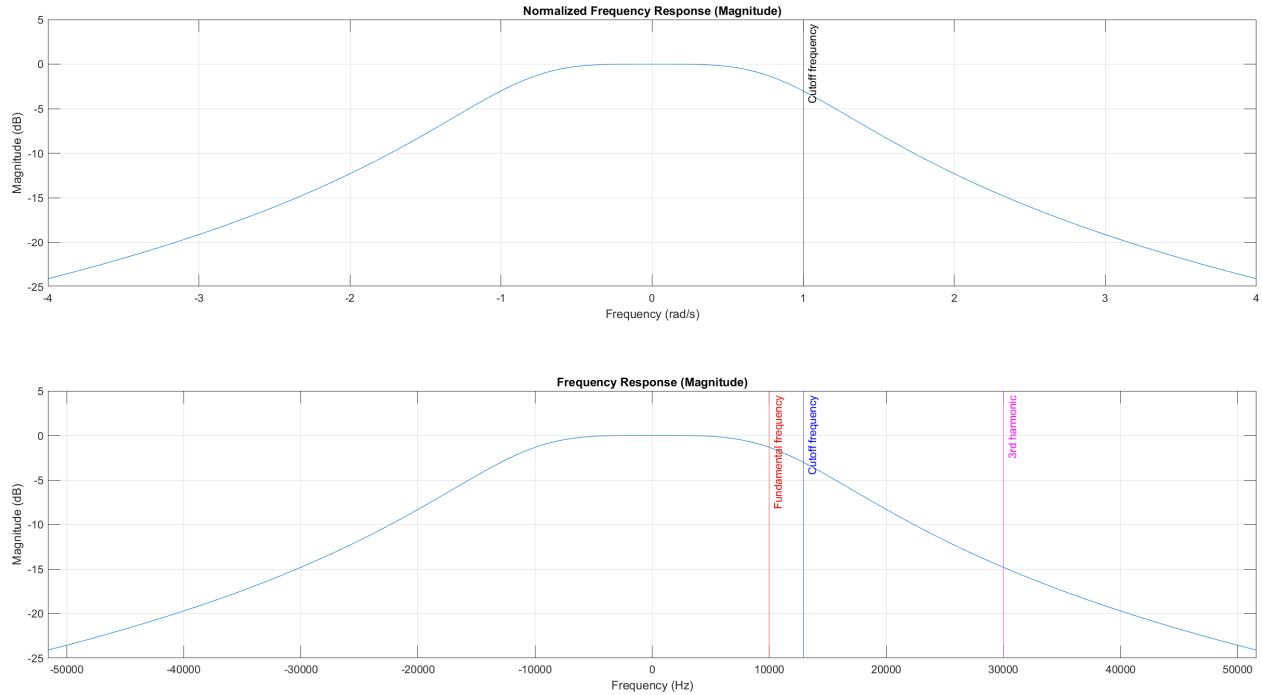 Normalized Frequency Response (Magnitude)
5
0
-5
-10
-15
-20
-25
Magnitude (dB)
Cutoff frequency
-4 -3 -2 -1 0 1 2 3 4
Frequency (rad/s)
Frequency Response (Magnitude)
5
0
-5
-10
-15
-20
-25
Magnitude (dB)
Fundamental frequency
Cutoff frequency
3rd harmonic
-50000 -40000 -30000 -20000 -10000 0 10000 20000 30000 40000 50000
Frequency (Hz)